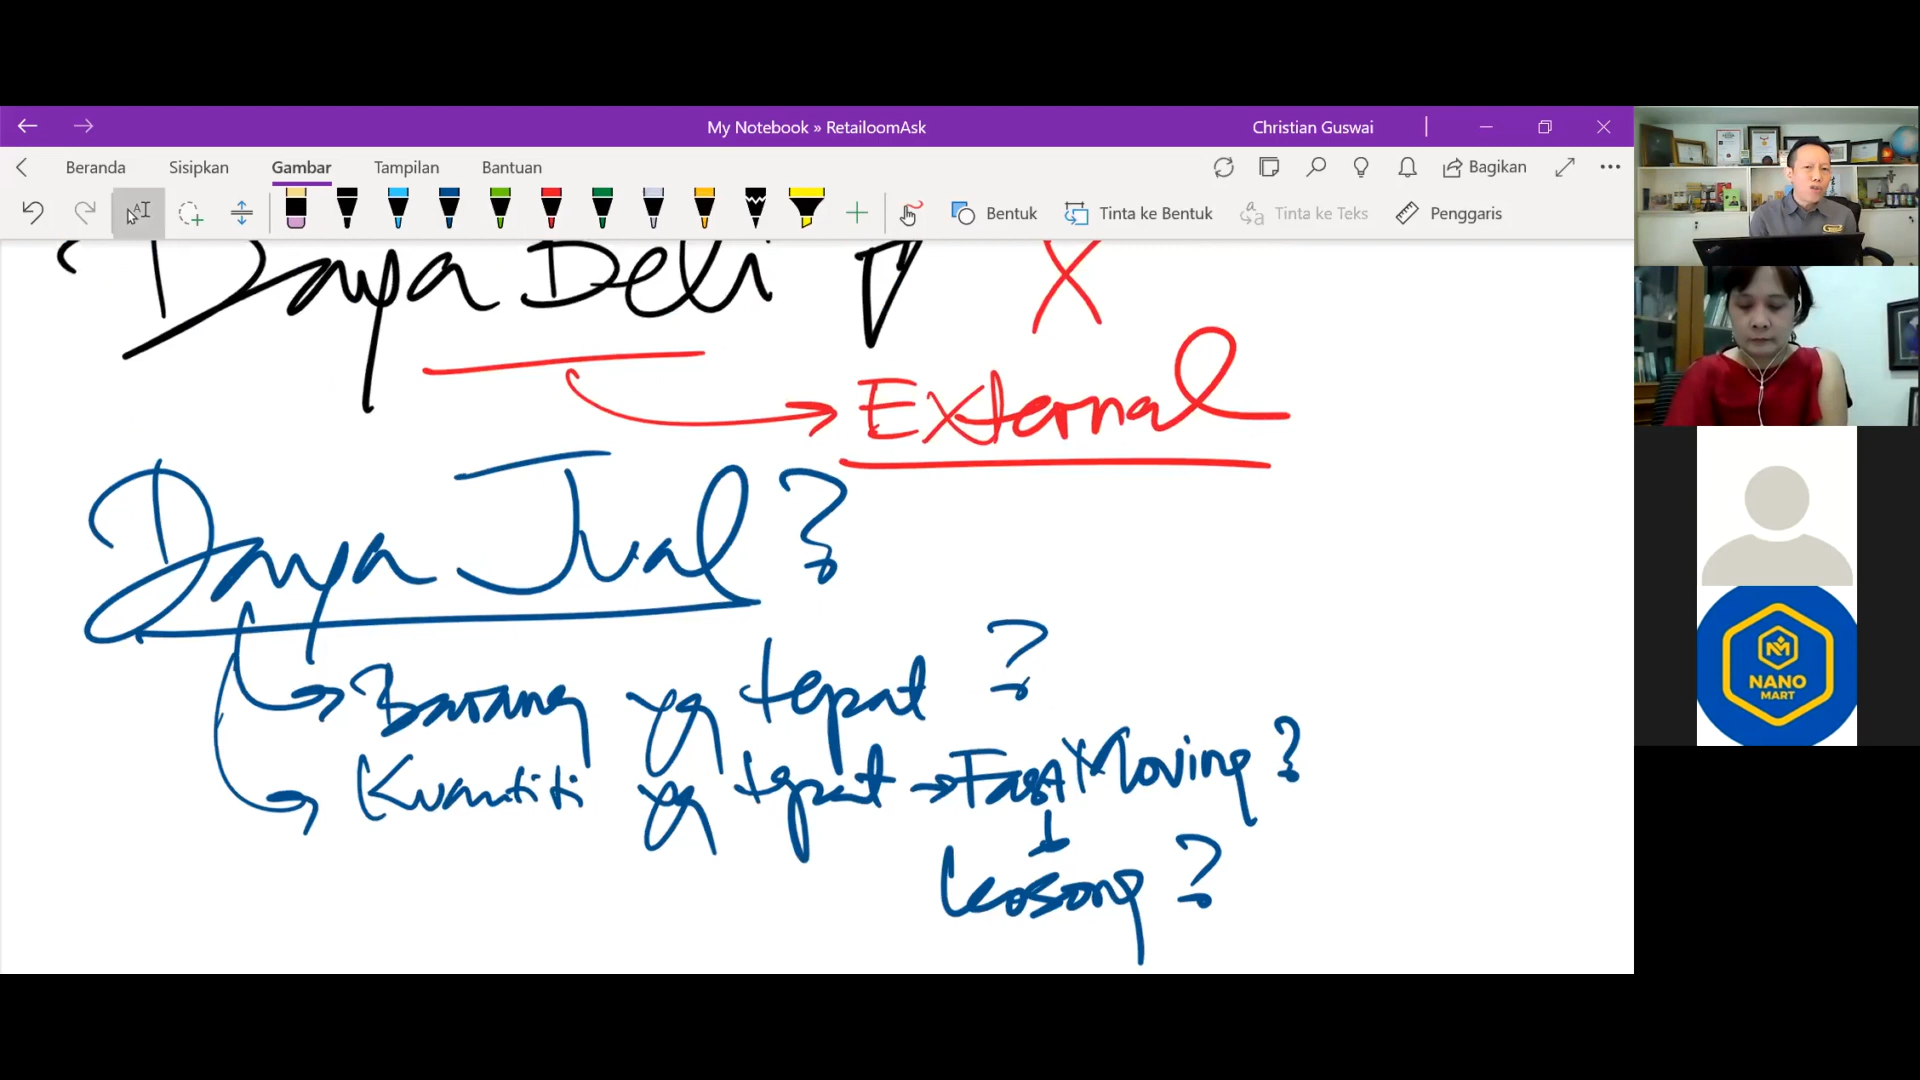 My Notebook » RetailoomAsk
Christian Guswai
Beranda Sisipkan Gambar Tampilan Bantuan
Bagikan
Bentuk Tinta ke Bentuk Tinta ke Teks Penggaris
Daya Beli X
External
Daya Jual ?
Barang yg tepat ?
Kuantiti yg tepat → Fast Moving ?
kosong ?
NANO
MART